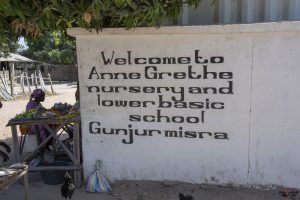 Welcome to
Anne Grethe
nursery and
lower basic
school
Gunjur misra